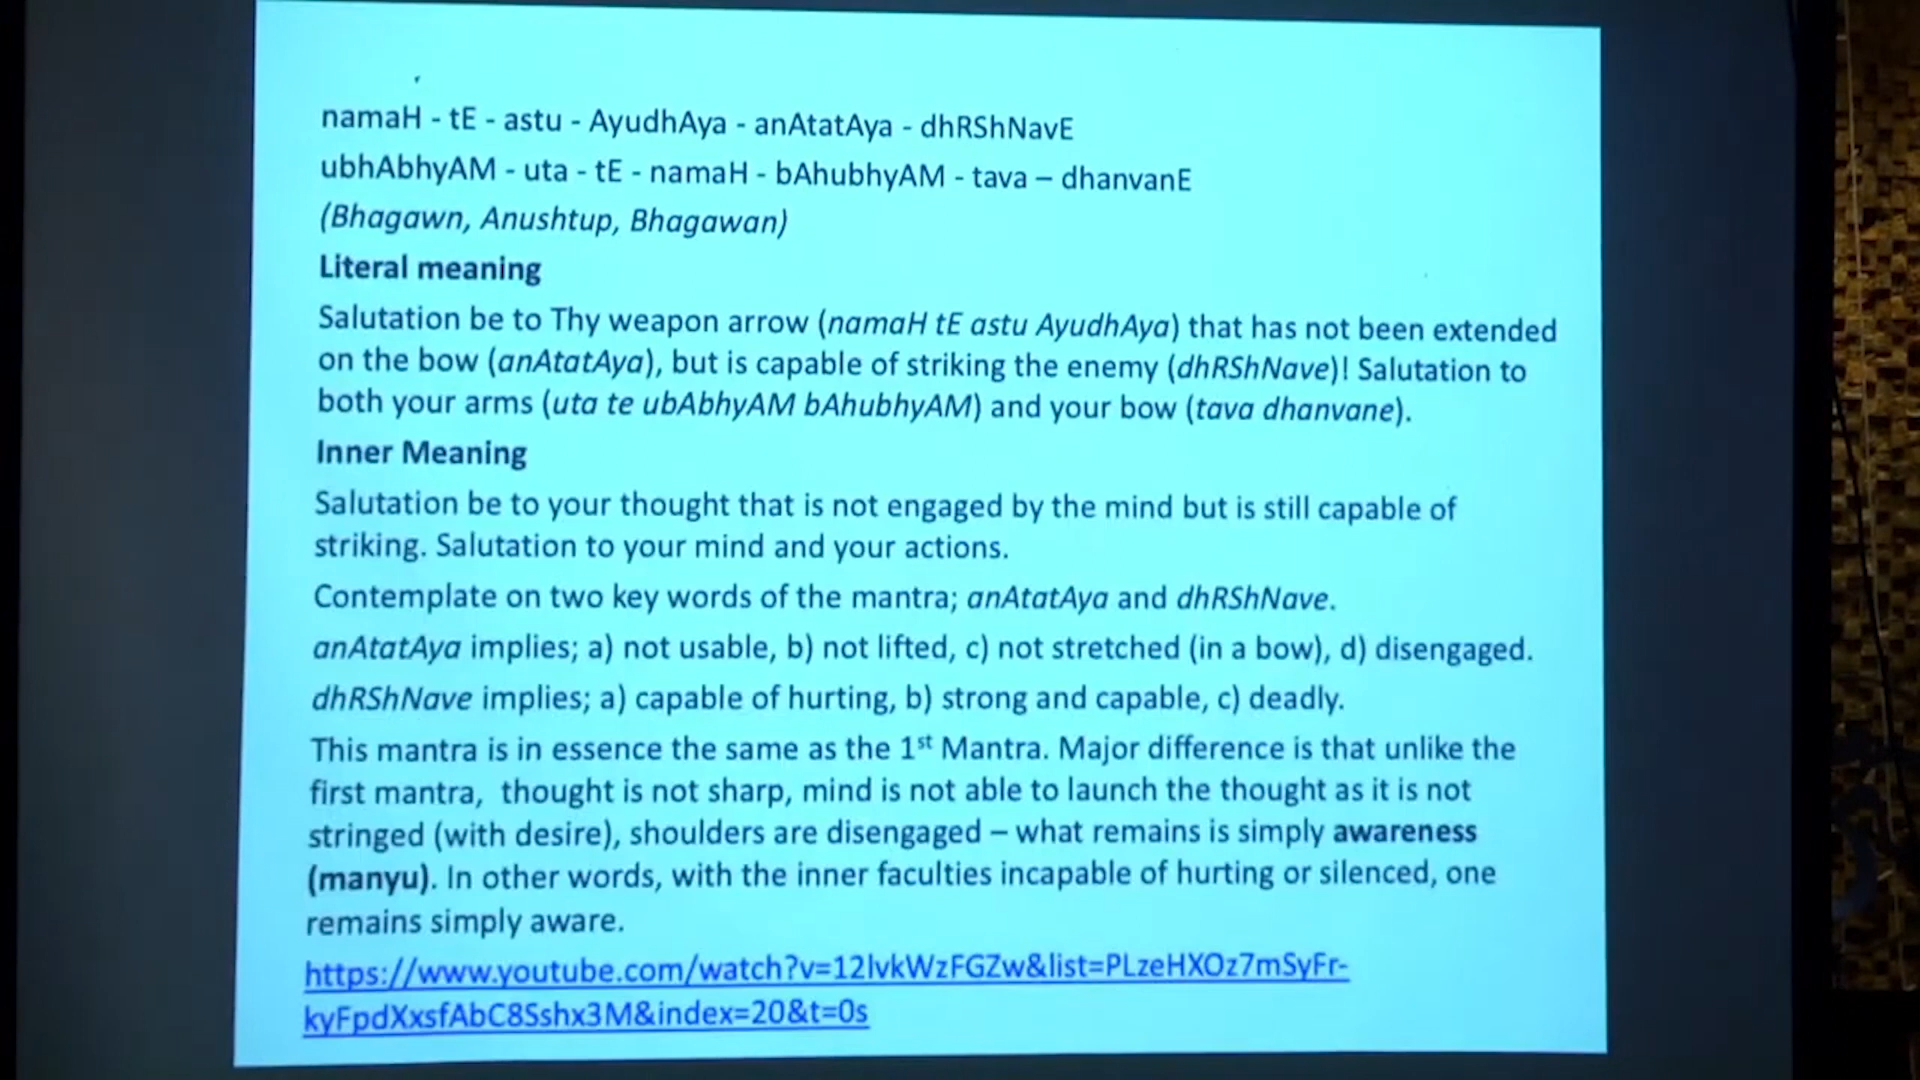 namaH - tE - astu - AyudhAya - anAtatAya - dhRShNavE
ubhAbhyAM - uta - tE - namaH - bAhubhyAM - tava – dhanvanE
(Bhagawn, Anushtup, Bhagawan)
Literal meaning
Salutation be to Thy weapon arrow (namaH tE astu AyudhAya) that has not been extended
on the bow (anAtatAya), but is capable of striking the enemy (dhRShNave)! Salutation to
both your arms (uta te ubAbhyAM bAhubhyAM) and your bow (tava dhanvane).
Inner Meaning
Salutation be to your thought that is not engaged by the mind but is still capable of
striking. Salutation to your mind and your actions.
Contemplate on two key words of the mantra; anAtatAya and dhRShNave.
anAtatAya implies; a) not usable, b) not lifted, c) not stretched (in a bow), d) disengaged.
dhRShNave implies; a) capable of hurting, b) strong and capable, c) deadly.
This mantra is in essence the same as the 1st Mantra. Major difference is that unlike the
first mantra, thought is not sharp, mind is not able to launch the thought as it is not
stringed (with desire), shoulders are disengaged – what remains is simply awareness
(manyu). In other words, with the inner faculties incapable of hurting or silenced, one
remains simply aware.
https://www.youtube.com/watch?v=12lvkWzFGZw&list=PLzeHXOz7mSyFr-
kyFpdXxsfAbC8Sshx3M&index=20&t=0s